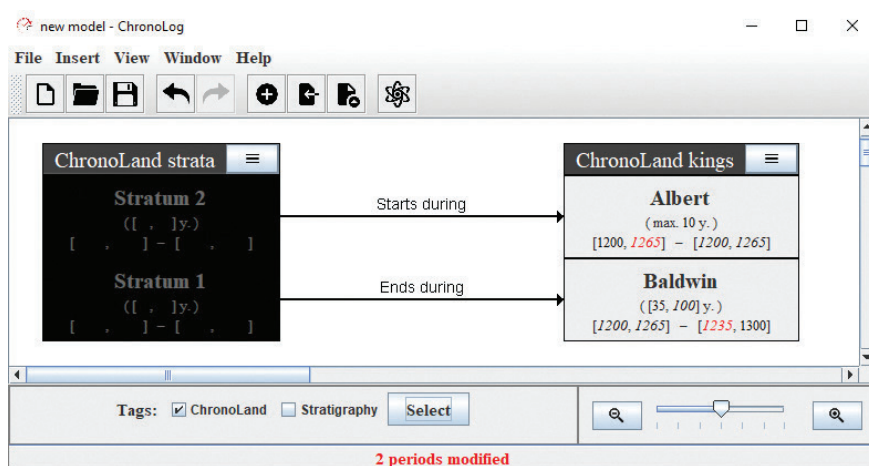 new model - ChronoLog
File Insert View Window Help
ChronoLand strata
Stratum 2
([ , ]y.)
[ , ] – [ , ]
Stratum 1
([ , ]y.)
[ , ] – [ , ]
Starts during
Ends during
ChronoLand kings
Albert
( max. 10 y. )
[1200, 1265] – [1200, 1265]
Baldwin
( [35, 100] y. )
[1200, 1265] – [1235, 1300]
Tags: ChronoLand Stratigraphy Select
2 periods modified